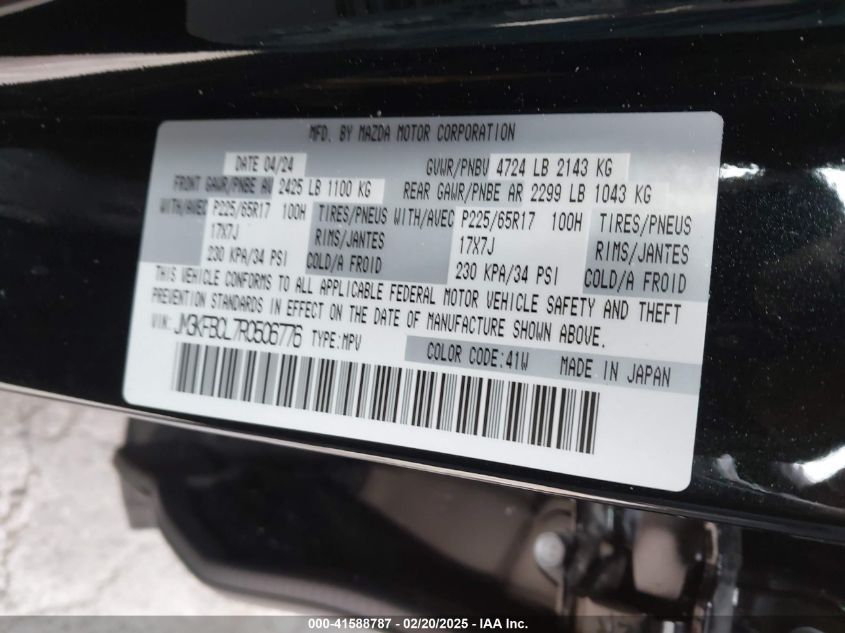 MFD. BY MAZDA MOTOR CORPORATION
DATE 04/24 GVWR/PNBV 4724 LB 2143 KG
FRONT GAWR/PNBE AV 2425 LB 1100 KG REAR GAWR/PNBE AR 2299 LB 1043 KG
WITH/AVEC P225/65R17 100H TIRES/PNEUS WITH/AVEC P225/65R17 100H TIRES/PNEUS
17X7J RIMS/JANTES 17X7J RIMS/JANTES
230 KPA/34 PSI COLD/A FROID 230 KPA/34 PSI COLD/A FROID
THIS VEHICLE CONFORMS TO ALL APPLICABLE FEDERAL MOTOR VEHICLE SAFETY AND THEFT
PREVENTION STANDARDS IN EFFECT ON THE DATE OF MANUFACTURE SHOWN ABOVE.
VIN: JM3KFBCL7R0506776 TYPE:MPV COLOR CODE:41W MADE IN JAPAN
000-41588787 - 02/20/2025 - IAA Inc.